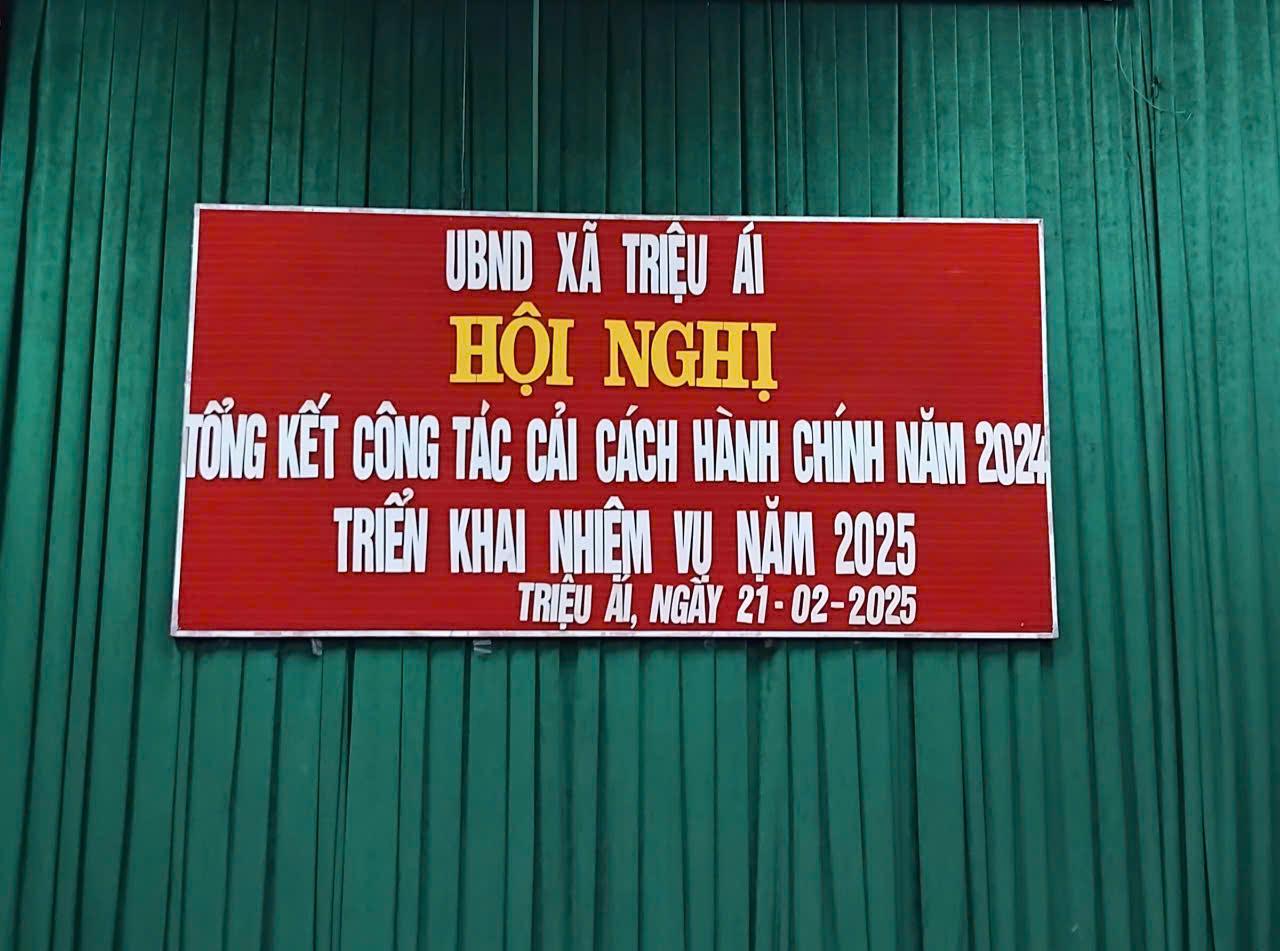 UBND XÃ TRIỆU ÁI
HỘI NGHỊ
TỔNG KẾT CÔNG TÁC CẢI CÁCH HÀNH CHÍNH NĂM 2024
TRIỂN KHAI NHIỆM VỤ NĂM 2025
TRIỆU ÁI, NGÀY 21-02-2025